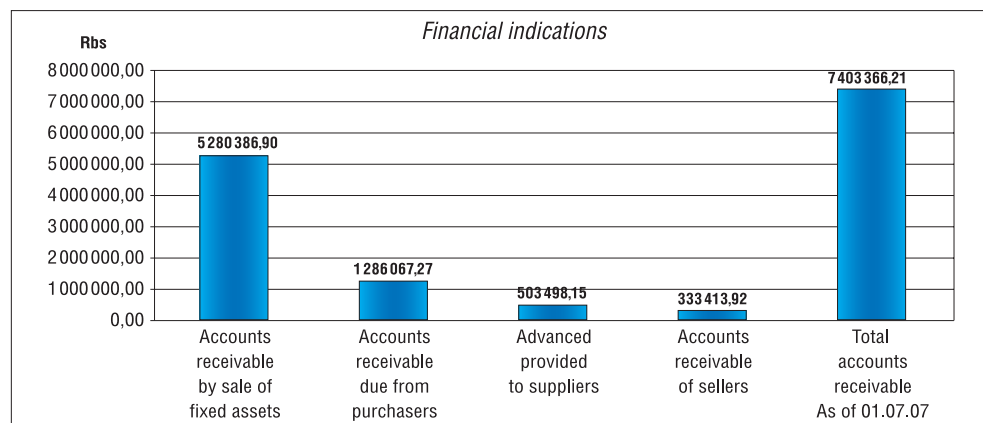 Financial indications
Rbs
8 000 000,00
7 000 000,00
6 000 000,00
5 000 000,00
4 000 000,00
3 000 000,00
2 000 000,00
1 000 000,00
0,00
5 280 386,90
1 286 067,27
503 498,15
333 413,92
7 403 366,21
Accounts
receivable
by sale of
fixed assets
Accounts
receivable
due from
purchasers
Advanced
provided
to suppliers
Accounts
receivable
of sellers
Total
accounts
receivable
As of 01.07.07